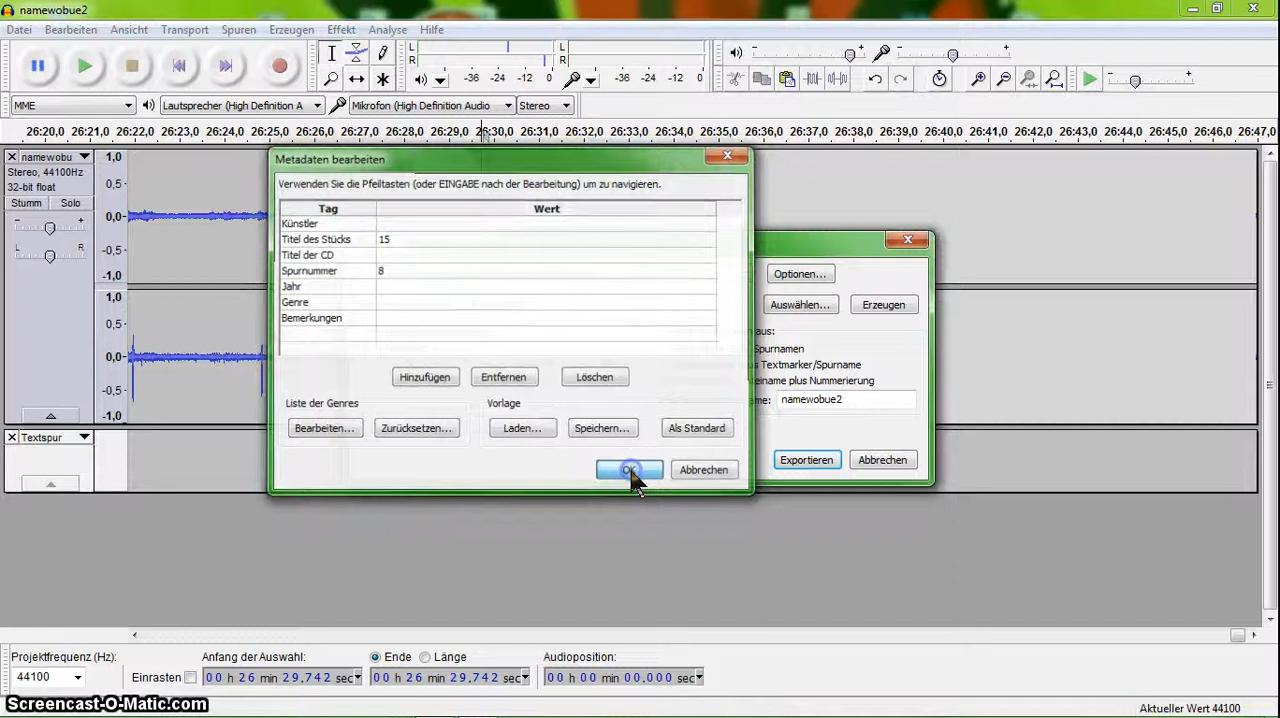 namewobue2
Datei Bearbeiten Ansicht Transport Spuren Erzeugen Effekt Analyse Hilfe
L
R
-36 -24 -12 0
L
R
-36 -24 -12 0
MME Lautsprecher (High Definition A Mikrofon (High Definition Audio Stereo
26:20,0 26:21,0 26:22,0 26:23,0 26:24,0 26:25,0 26:26,0 26:27,0 26:28,0 26:29,0 26:30,0 26:31,0 26:32,0 26:33,0 26:34,0 26:35,0 26:36,0 26:37,0 26:38,0 26:39,0 26:40,0 26:41,0 26:42,0 26:43,0 26:44,0 26:45,0 26:46,0 26:47,0
namewobu
Stereo, 44100Hz
32-bit float
Stumm Solo
- +
L R
1,0
0,5
0,0
-0,5
-1,0
1,0
0,5
0,0
-0,5
-1,0
Textspur
Metadaten bearbeiten
Verwenden Sie die Pfeiltasten (oder EINGABE nach der Bearbeitung) um zu navigieren.
Tag Wert
Künstler
Titel des Stücks 15
Titel der CD
Spurnummer 8
Jahr
Genre
Bemerkungen
Hinzufügen Entfernen Löschen
Liste der Genres Vorlage
Bearbeiten... Zurücksetzen... Laden... Speichern... Als Standard
OK Abbrechen
Optionen...
Auswählen... Erzeugen
aus:
Spurnamen
Textmarker/Spurname
plus Nummerierung
namewobue2
Exportieren Abbrechen
Projektfrequenz (Hz): Anfang der Auswahl: Ende Länge Audioposition:
44100 Einrasten 00 h 26 m 29.742 sec 00 h 26 m 29.742 sec 00 h 00 m 00.000 sec
Screencast-O-Matic.com
Aktueller Wert 44100